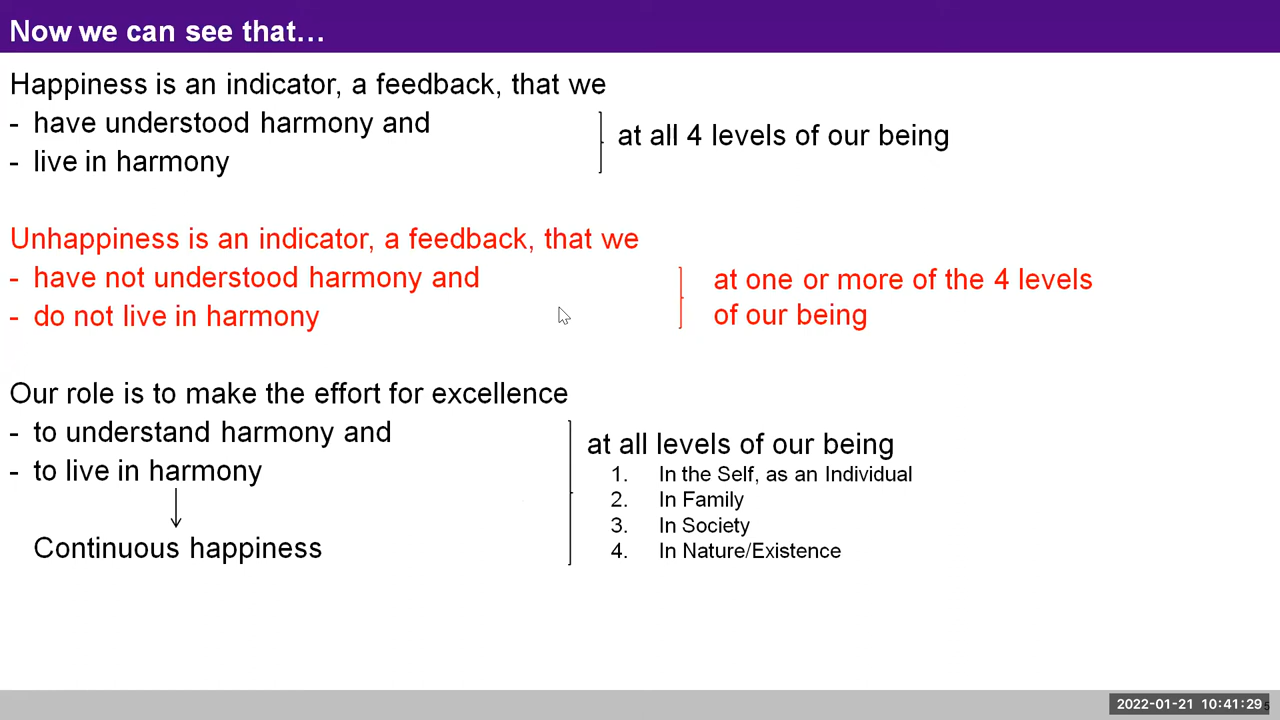 Now we can see that…
Happiness is an indicator, a feedback, that we
- have understood harmony and
- live in harmony
at all 4 levels of our being
Unhappiness is an indicator, a feedback, that we
- have not understood harmony and
- do not live in harmony
at one or more of the 4 levels
of our being
Our role is to make the effort for excellence
- to understand harmony and
- to live in harmony
Continuous happiness
at all levels of our being
1. In the Self, as an Individual
2. In Family
3. In Society
4. In Nature/Existence
2022-01-21 10:41:29
5